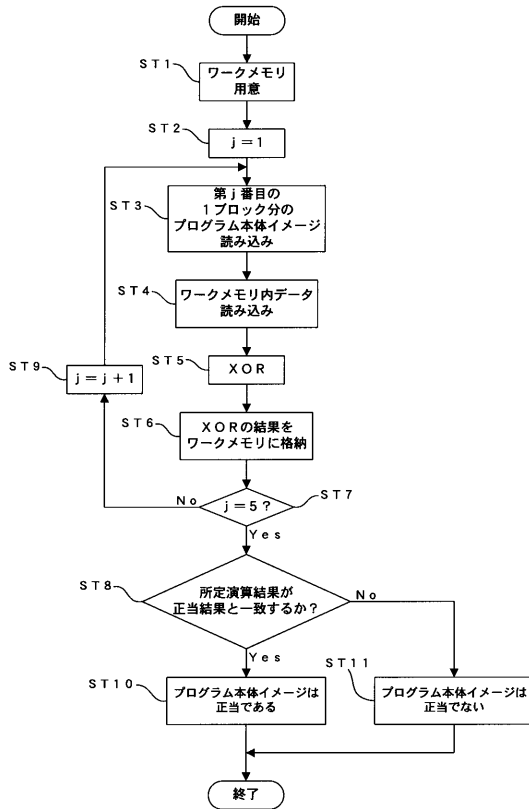 開始
ST1
ワークメモリ
用意
ST2
j＝1
ST3
第j番目の
1ブロック分の
プログラム本体イメージ
読み込み
ST4
ワークメモリ内データ
読み込み
ST5
XOR
ST9
j＝j＋1
ST6
XORの結果を
ワークメモリに格納
No
j＝5？
ST7
Yes
ST8
所定演算結果が
正当結果と一致するか？
No
Yes
ST10
プログラム本体イメージは
正当である
ST11
プログラム本体イメージは
正当でない
終了